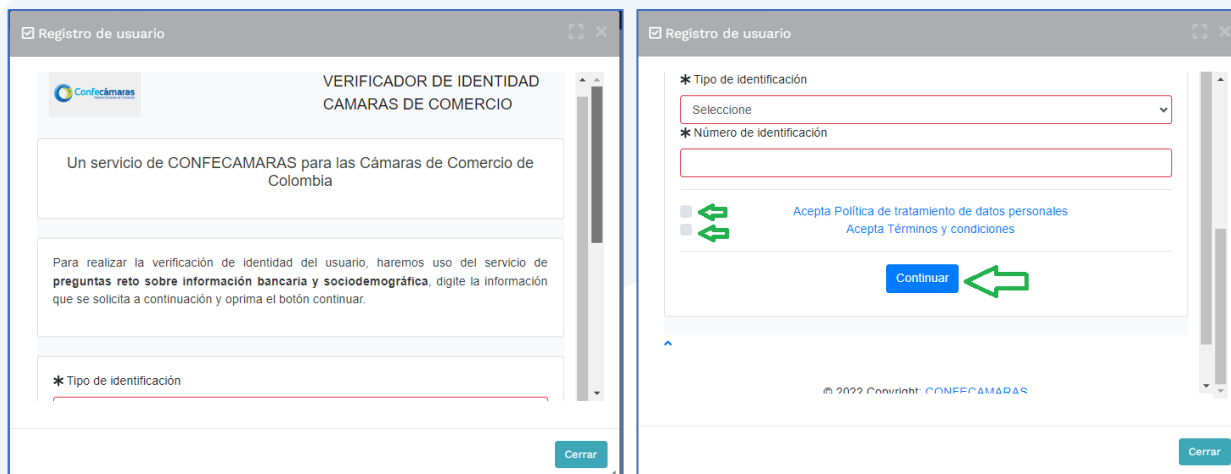 Registro de usuario
Confecámaras
VERIFICADOR DE IDENTIDAD
CAMARAS DE COMERCIO
Un servicio de CONFECAMARAS para las Cámaras de Comercio de
Colombia
Para realizar la verificación de identidad del usuario, haremos uso del servicio de
preguntas reto sobre información bancaria y sociodemográfica, digite la información
que se solicita a continuación y oprima el botón continuar.
* Tipo de identificación
Cerrar
Registro de usuario
* Tipo de identificación
Seleccione
* Número de identificación
Acepta Política de tratamiento de datos personales
Acepta Términos y condiciones
Continuar
© 2022 Copyright: CONFECAMARAS
Cerrar